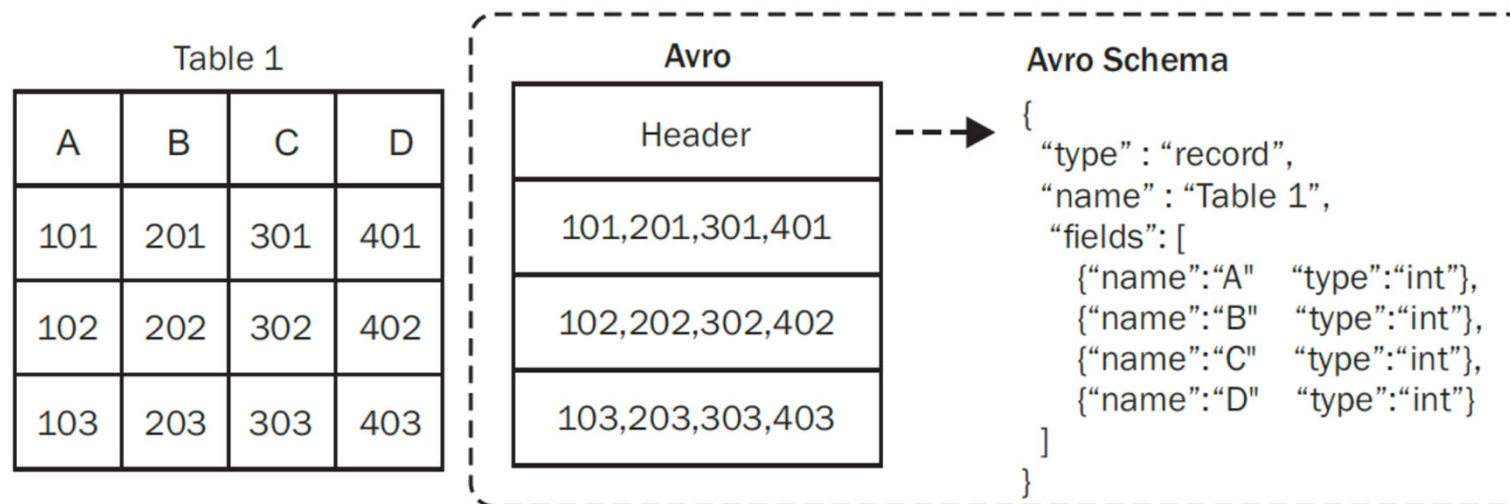 Table 1
A B C D
101 201 301 401
102 202 302 402
103 203 303 403
Avro
Header
101,201,301,401
102,202,302,402
103,203,303,403
Avro Schema
{
“type” : “record”,
“name” : “Table 1”,
“fields”: [
{“name”:“A" “type”:“int”},
{“name”:“B" “type”:“int”},
{“name”:“C" “type”:“int”},
{“name”:“D" “type”:“int”}
]
}